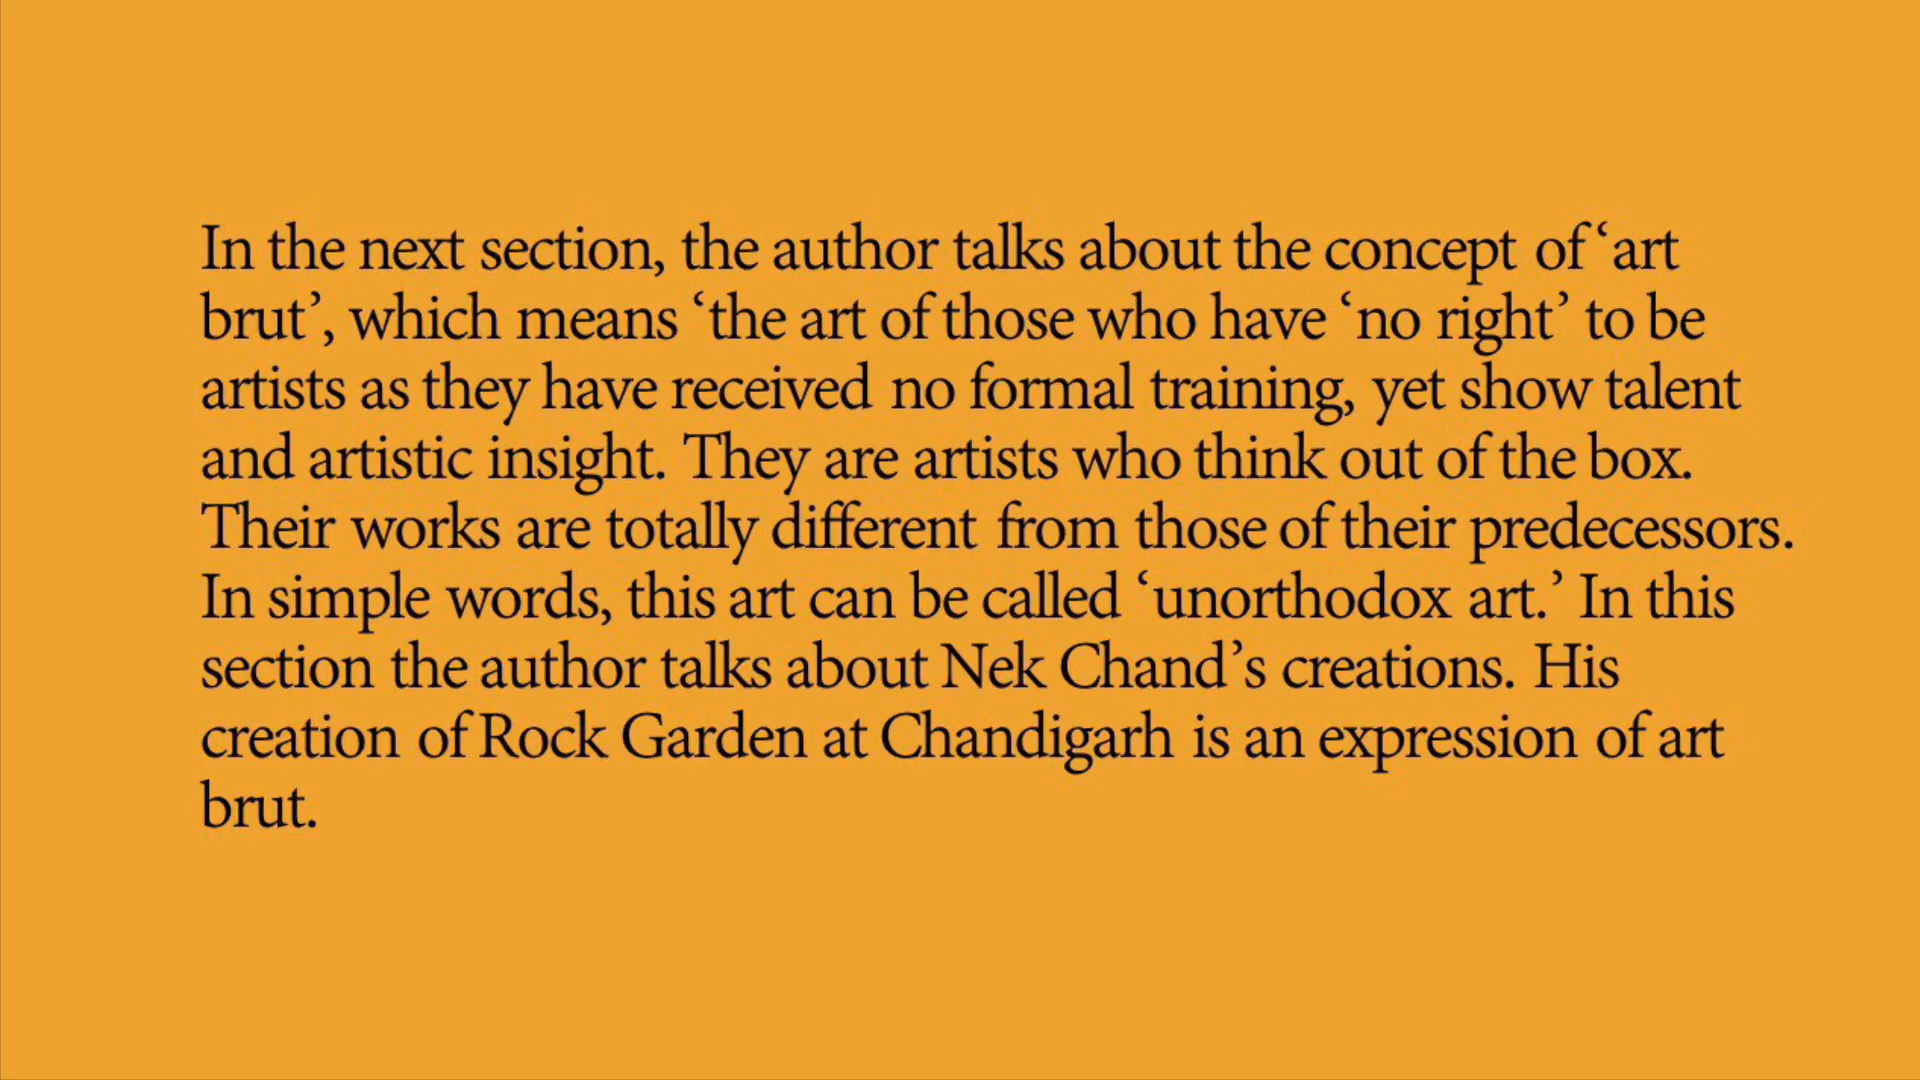 In the next section, the author talks about the concept of ‘art
brut’, which means ‘the art of those who have ‘no right’ to be
artists as they have received no formal training, yet show talent
and artistic insight. They are artists who think out of the box.
Their works are totally different from those of their predecessors.
In simple words, this art can be called ‘unorthodox art.’ In this
section the author talks about Nek Chand’s creations. His
creation of Rock Garden at Chandigarh is an expression of art
brut.